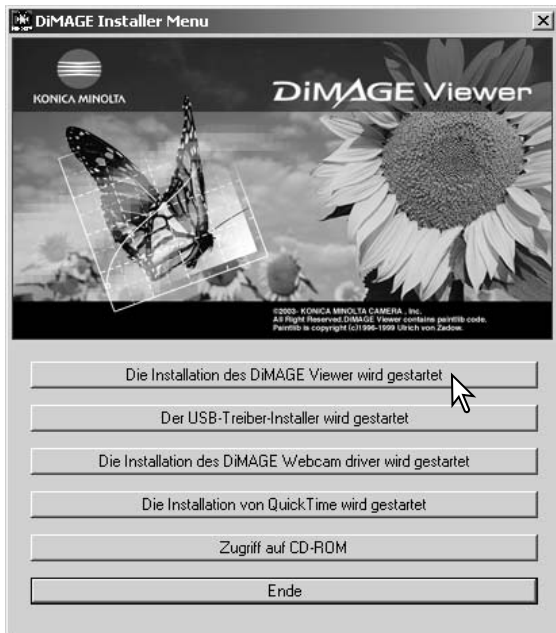 DiMAGE Installer Menu
KONICA MINOLTA
DiMAGE Viewer
©2003- KONICA MINOLTA CAMERA , Inc.
All Right Reserved.DiMAGE Viewer contains paintlib code.
Paintlib is copyright (c)1996-1999 Ulrich von Zadow.
Die Installation des DiMAGE Viewer wird gestartet
Der USB-Treiber-Installer wird gestartet
Die Installation des DiMAGE Webcam driver wird gestartet
Die Installation von QuickTime wird gestartet
Zugriff auf CD-ROM
Ende